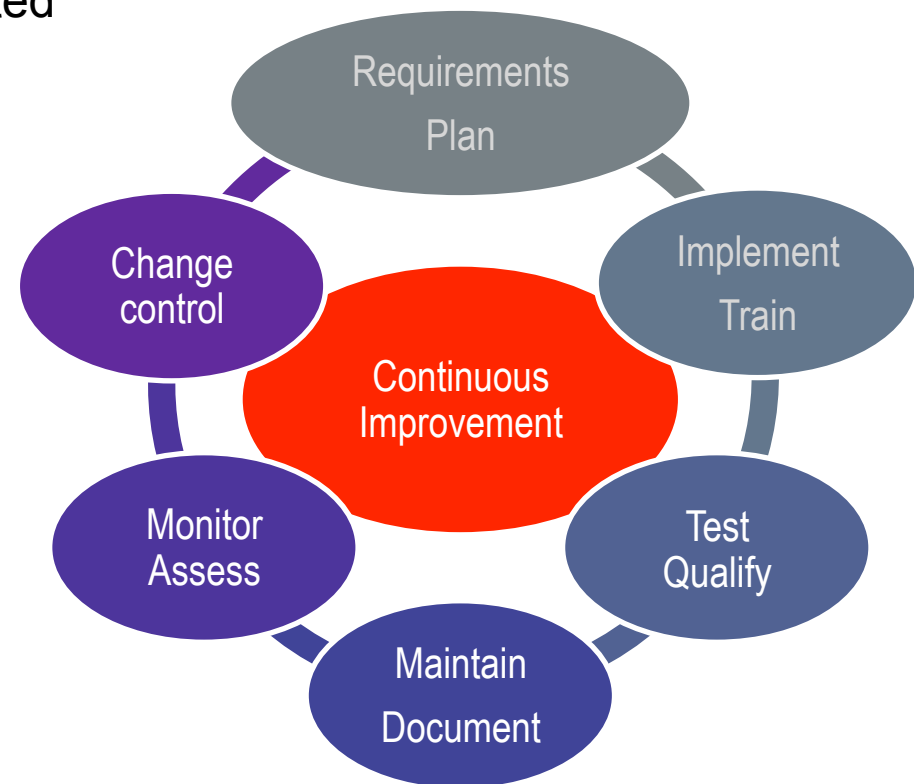 Requirements
Plan
Implement
Train
Test
Qualify
Maintain
Document
Monitor
Assess
Change
control
Continuous
Improvement